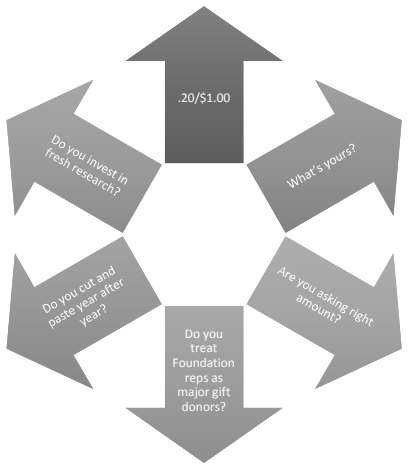 .20/$1.00
What's yours?
Are you asking right
amount?
Do you
treat
Foundation
reps as
major gift
donors?
Do you cut and
paste year after
year?
Do you invest in
fresh research?